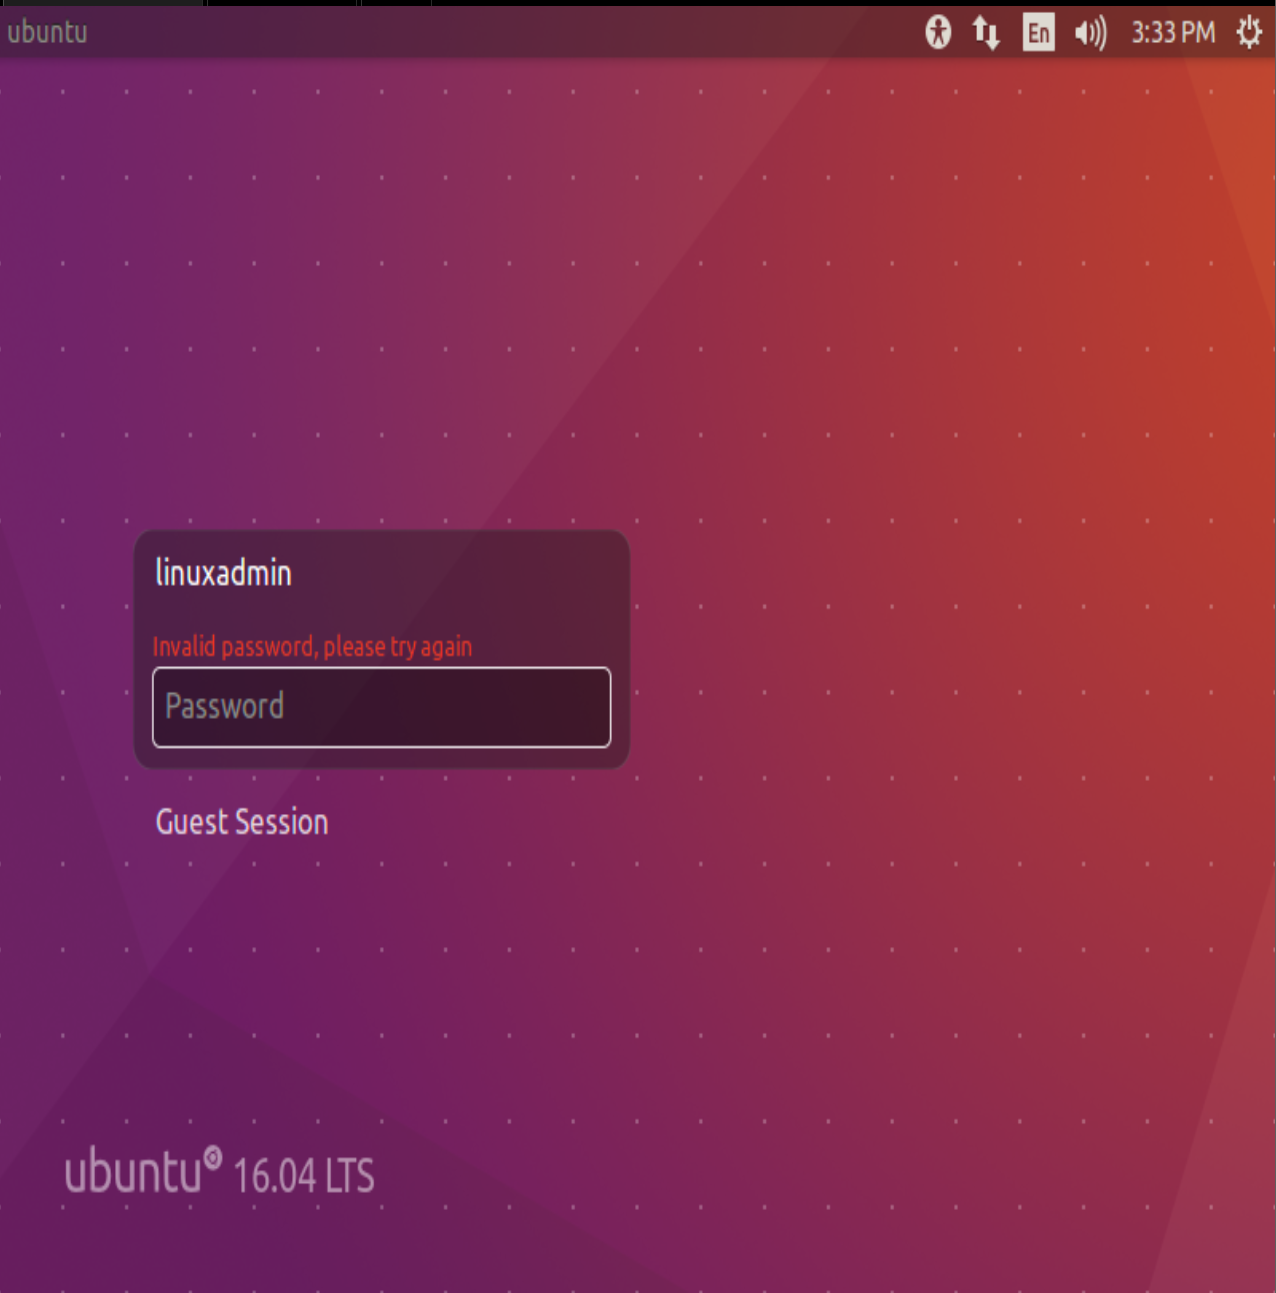 ubuntu
En
3:33 PM
linuxadmin
Invalid password, please try again
Password
Guest Session
ubuntu 16.04 LTS